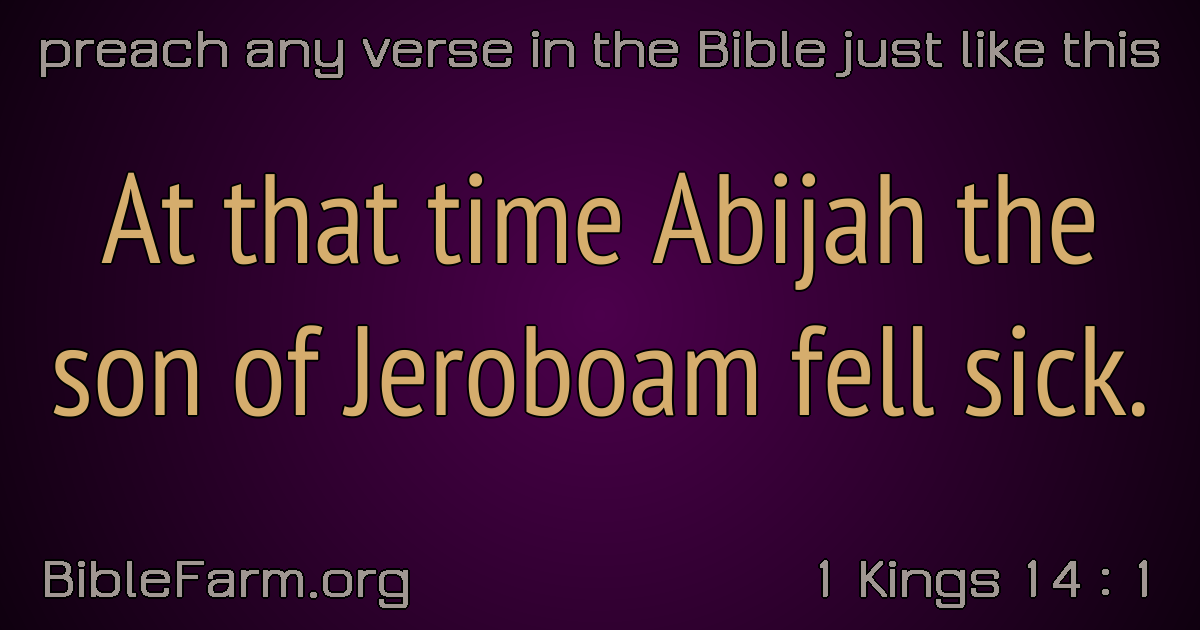 preach any verse in the Bible just like this
At that time Abijah the
son of Jeroboam fell sick.
BibleFarm.org
1 Kings 14 : 1